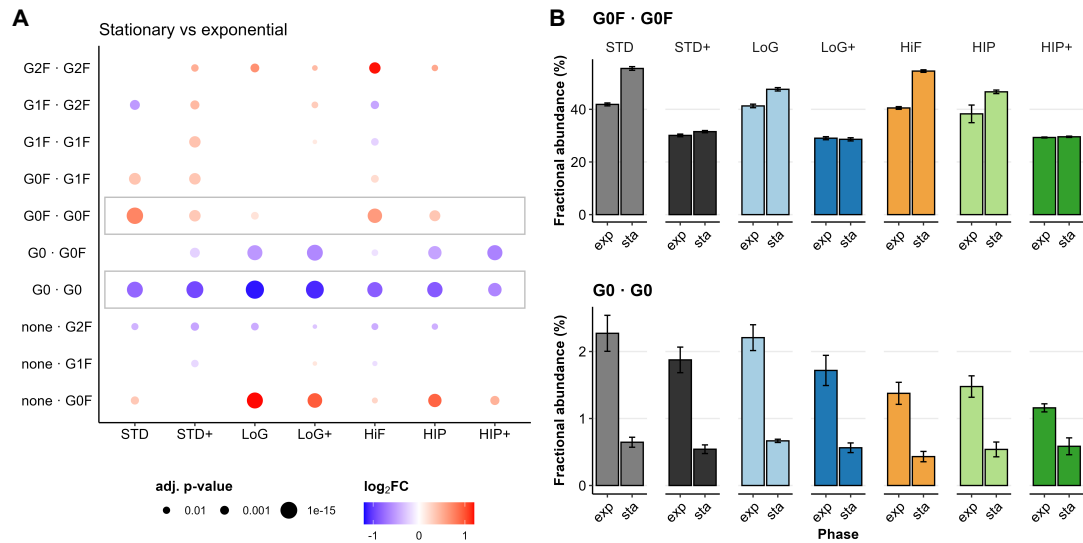 A
Stationary vs exponential
G2F · G2F
G1F · G2F
G1F · G1F
G0F · G1F
G0F · G0F
G0 · G0F
G0 · G0
none · G2F
none · G1F
none · G0F
STD STD+ LoG LoG+ HiF HIP HIP+
adj. p-value
0.01 0.001 1e-15
log₂FC
-1 0 1
B
G0F · G0F
STD STD+ LoG LoG+ HiF HIP HIP+
Fractional abundance (%)
40
20
0
exp sta exp sta exp sta exp sta exp sta exp sta exp sta
G0 · G0
Fractional abundance (%)
2
1
0
exp sta exp sta exp sta exp sta exp sta exp sta exp sta
Phase